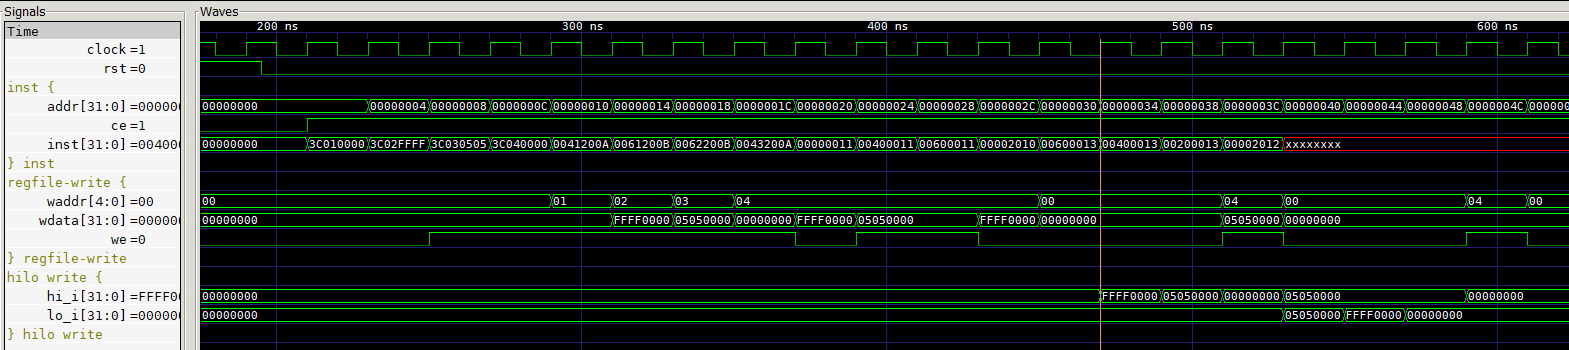 Signals Waves
Time 200 ns 300 ns 400 ns 500 ns 600 ns
clock=1
rst=0
inst {
addr[31:0]=000000 00000000 00000004 00000008 0000000C 00000010 00000014 00000018 0000001C 00000020 00000024 00000028 0000002C 00000030 00000034 00000038 0000003C 00000040 00000044 00000048 0000004C 000000
ce=1
inst[31:0]=004000 00000000 3C010000 3C02FFFF 3C030505 3C040000 0041200A 0061200B 0062200B 0043200A 00000011 00400011 00600011 00002010 00600013 00400013 00200013 00002012 xxxxxxxx
} inst
regfile-write {
waddr[4:0]=00 00 01 02 03 04 00 04 00 04 00
wdata[31:0]=000000 00000000 FFFF0000 05050000 00000000 FFFF0000 05050000 FFFF0000 00000000 05050000 00000000
we=0
} regfile-write
hilo write {
hi_i[31:0]=FFFF00 00000000 FFFF0000 05050000 00000000 05050000 00000000
lo_i[31:0]=000000 00000000 05050000 FFFF0000 00000000
} hilo write